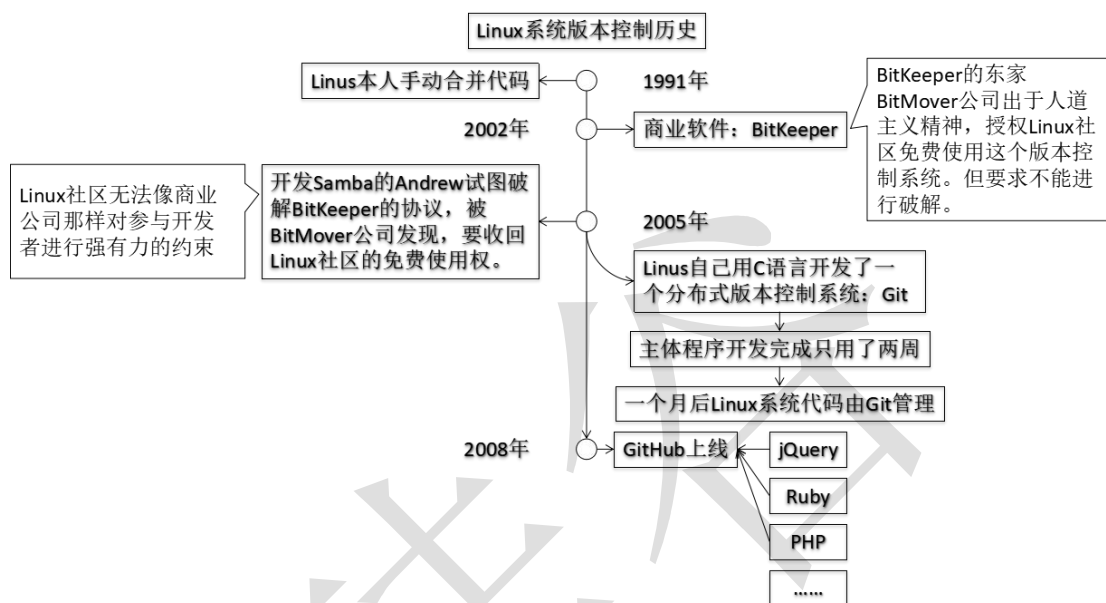 Linux系统版本控制历史
Linus本人手动合并代码
1991年
2002年
商业软件：BitKeeper
BitKeeper的东家
BitMover公司出于人道
主义精神，授权Linux社
区免费使用这个版本控
制系统。但要求不能进
行破解。
Linux社区无法像商业
公司那样对参与开发
者进行强有力的约束
开发Samba的Andrew试图破
解BitKeeper的协议，被
BitMover公司发现，要收回
Linux社区的免费使用权。
2005年
Linus自己用C语言开发了一
个分布式版本控制系统：Git
主体程序开发完成只用了两周
一个月后Linux系统代码由Git管理
2008年
GitHub上线
jQuery
Ruby
PHP
……